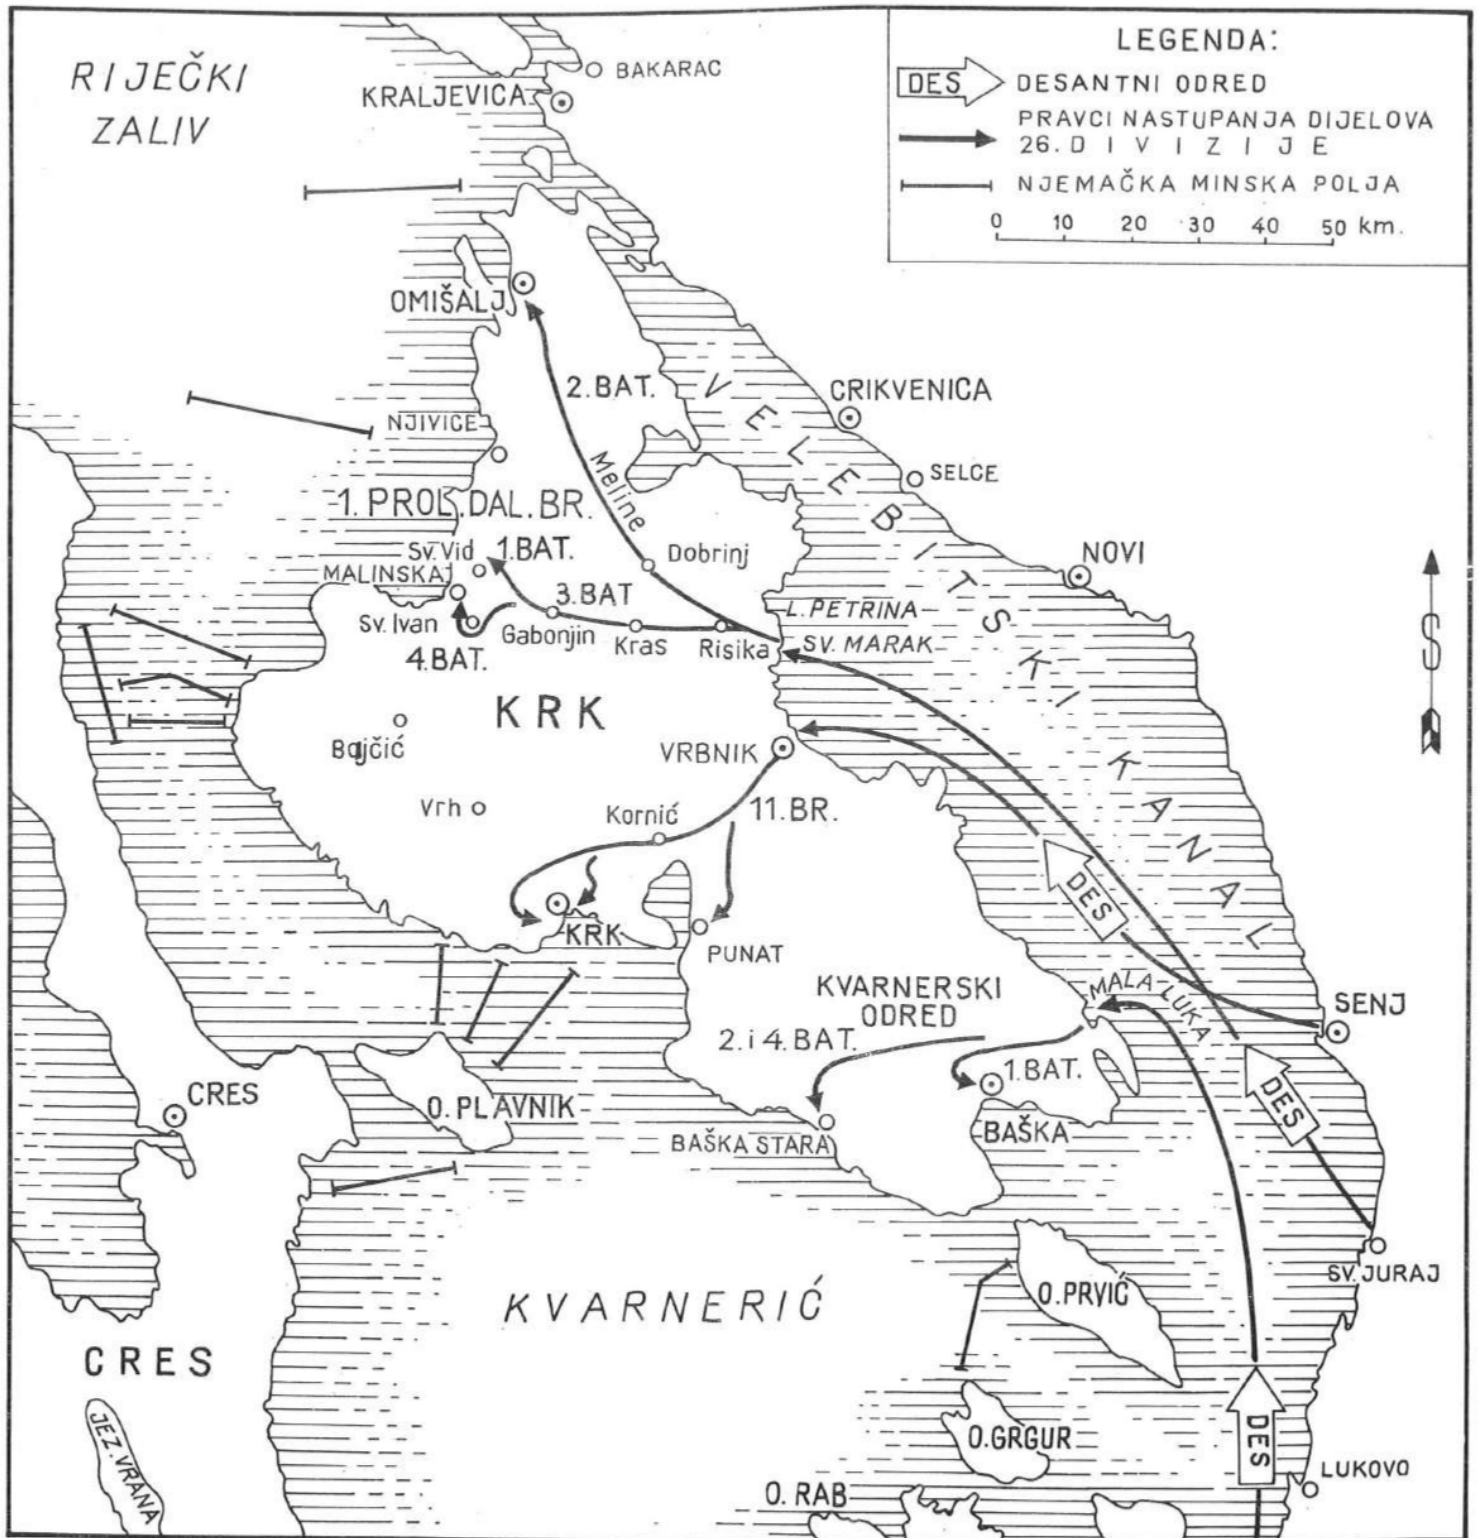 RIJEČKI
ZALIV
BAKARAC
KRALJEVICA
LEGENDA:
DES
DESANTNI ODRED
PRAVCI NASTUPANJA DIJELOVA
26. DIVIZIJE
NJEMAČKA MINSKA POLJA
0 10 20 30 40 50 km.
OMIŠALJ
2. BAT.
VELEBITSKI KANAL
CRIKVENICA
NJIVICE
Meline
SELCE
1. PROL. DAL. BR.
Sv. Vid
1. BAT.
Dobrinj
NOVI
MALINSKA
3. BAT
L. PETRINA
Sv. Ivan
Gabonjin
Kras
Risika
SV. MARAK
4. BAT.
S
KRK
Bajčić
VRBNIK
Vrh
Kornić
11. BR.
DES
KRK
PUNAT
KVARNERSKI
ODRED
MALA LUKA
SENJ
2. i 4. BAT.
1. BAT.
CRES
O. PLAVNIK
DES
BAŠKA STARA
BAŠKA
SV. JURAJ
O. PRVIĆ
KVARNERIĆ
CRES
JEZ. VRANA
O. GRGUR
DES
LUKOVO
O. RAB